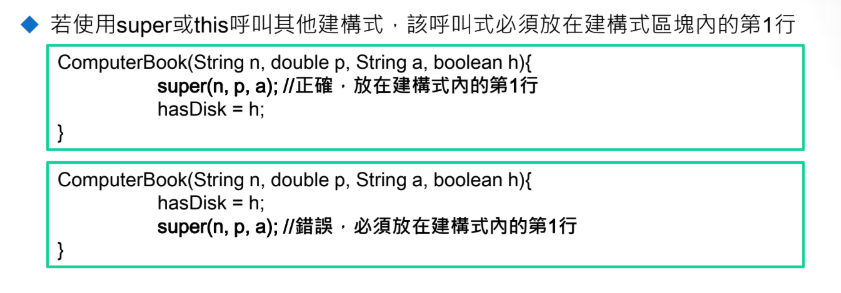 若使用super或this呼叫其他建構式，該呼叫式必須放在建構式區塊內的第1行
ComputerBook(String n, double p, String a, boolean h){
super(n, p, a); //正確，放在建構式內的第1行
hasDisk = h;
}
ComputerBook(String n, double p, String a, boolean h){
hasDisk = h;
super(n, p, a); //錯誤，必須放在建構式內的第1行
}